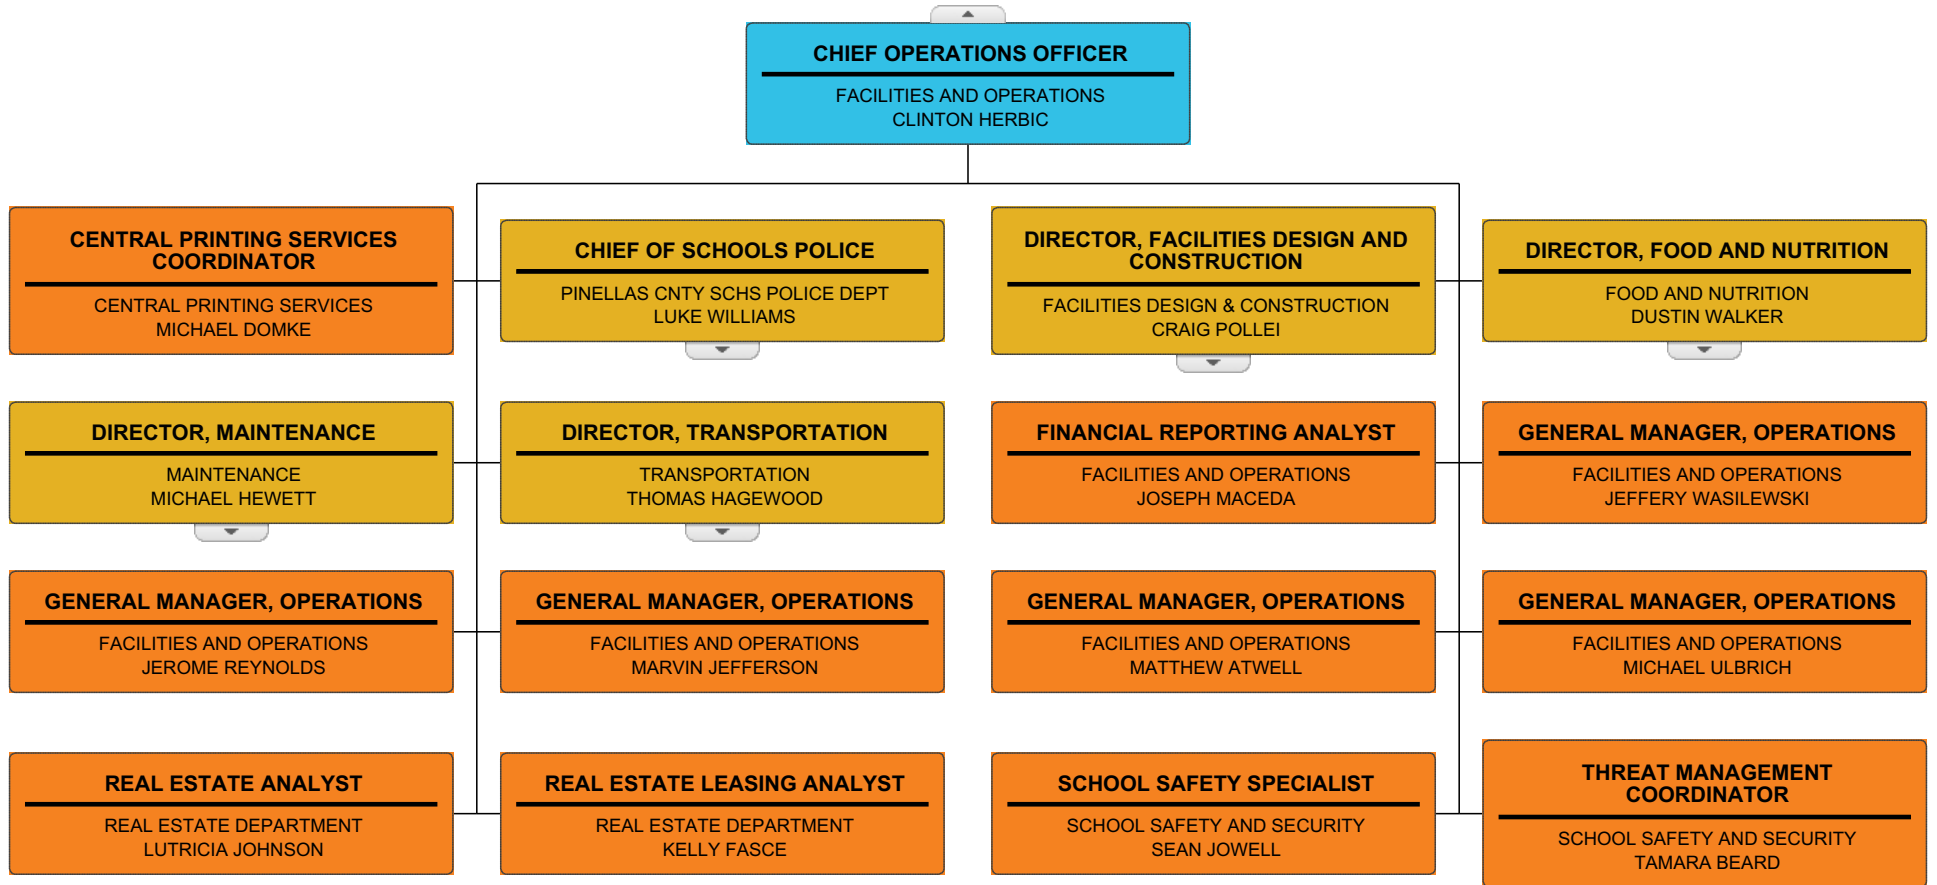 CHIEF OPERATIONS OFFICER
FACILITIES AND OPERATIONS
CLINTON HERBIC
CENTRAL PRINTING SERVICES
COORDINATOR
CENTRAL PRINTING SERVICES
MICHAEL DOMKE
CHIEF OF SCHOOLS POLICE
PINELLAS CNTY SCHS POLICE DEPT
LUKE WILLIAMS
DIRECTOR, FACILITIES DESIGN AND
CONSTRUCTION
FACILITIES DESIGN & CONSTRUCTION
CRAIG POLLEI
DIRECTOR, FOOD AND NUTRITION
FOOD AND NUTRITION
DUSTIN WALKER
DIRECTOR, MAINTENANCE
MAINTENANCE
MICHAEL HEWETT
DIRECTOR, TRANSPORTATION
TRANSPORTATION
THOMAS HAGEWOOD
FINANCIAL REPORTING ANALYST
FACILITIES AND OPERATIONS
JOSEPH MACEDA
GENERAL MANAGER, OPERATIONS
FACILITIES AND OPERATIONS
JEFFERY WASILEWSKI
GENERAL MANAGER, OPERATIONS
FACILITIES AND OPERATIONS
JEROME REYNOLDS
GENERAL MANAGER, OPERATIONS
FACILITIES AND OPERATIONS
MARVIN JEFFERSON
GENERAL MANAGER, OPERATIONS
FACILITIES AND OPERATIONS
MATTHEW ATWELL
GENERAL MANAGER, OPERATIONS
FACILITIES AND OPERATIONS
MICHAEL ULBRICH
REAL ESTATE ANALYST
REAL ESTATE DEPARTMENT
LUTRICIA JOHNSON
REAL ESTATE LEASING ANALYST
REAL ESTATE DEPARTMENT
KELLY FASCE
SCHOOL SAFETY SPECIALIST
SCHOOL SAFETY AND SECURITY
SEAN JOWELL
THREAT MANAGEMENT
COORDINATOR
SCHOOL SAFETY AND SECURITY
TAMARA BEARD